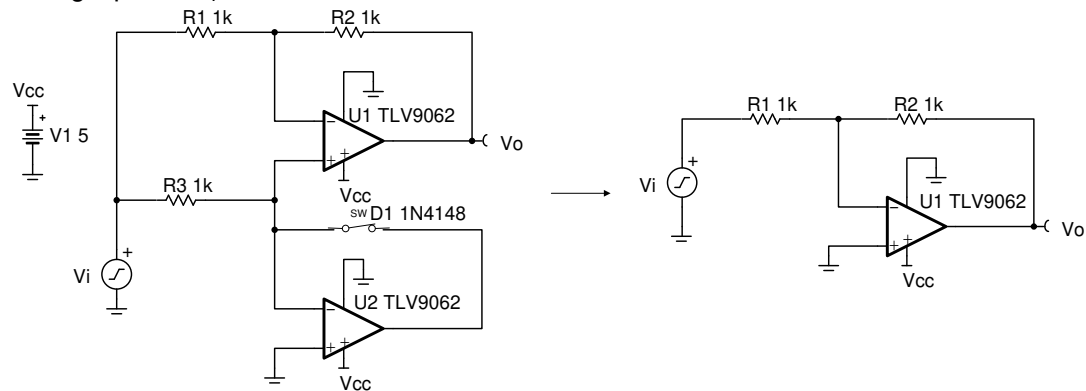 R1 1k
R2 1k
Vcc
+
V1 5
U1 TLV9062
Vcc
Vo
R3 1k
SW D1 1N4148
+
Vi
U2 TLV9062
Vcc
R1 1k
R2 1k
+
Vi
U1 TLV9062
Vcc
Vo